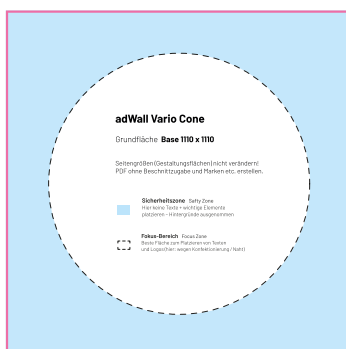 adWall Vario Cone
Grundfläche Base 1110 x 1110
Seitengrößen (Gestaltungsflächen) nicht verändern!
PDF ohne Beschnittzugabe und Marken etc. erstellen.
Sicherheitszone Safty Zone
Hier keine Texte + wichtige Elemente
platzieren - Hintergründe ausgenommen
Fokus-Bereich Focus Zone
Beste Fläche zum Platzieren von Texten
und Logos (hier: wegen Konfektionierung / Naht)